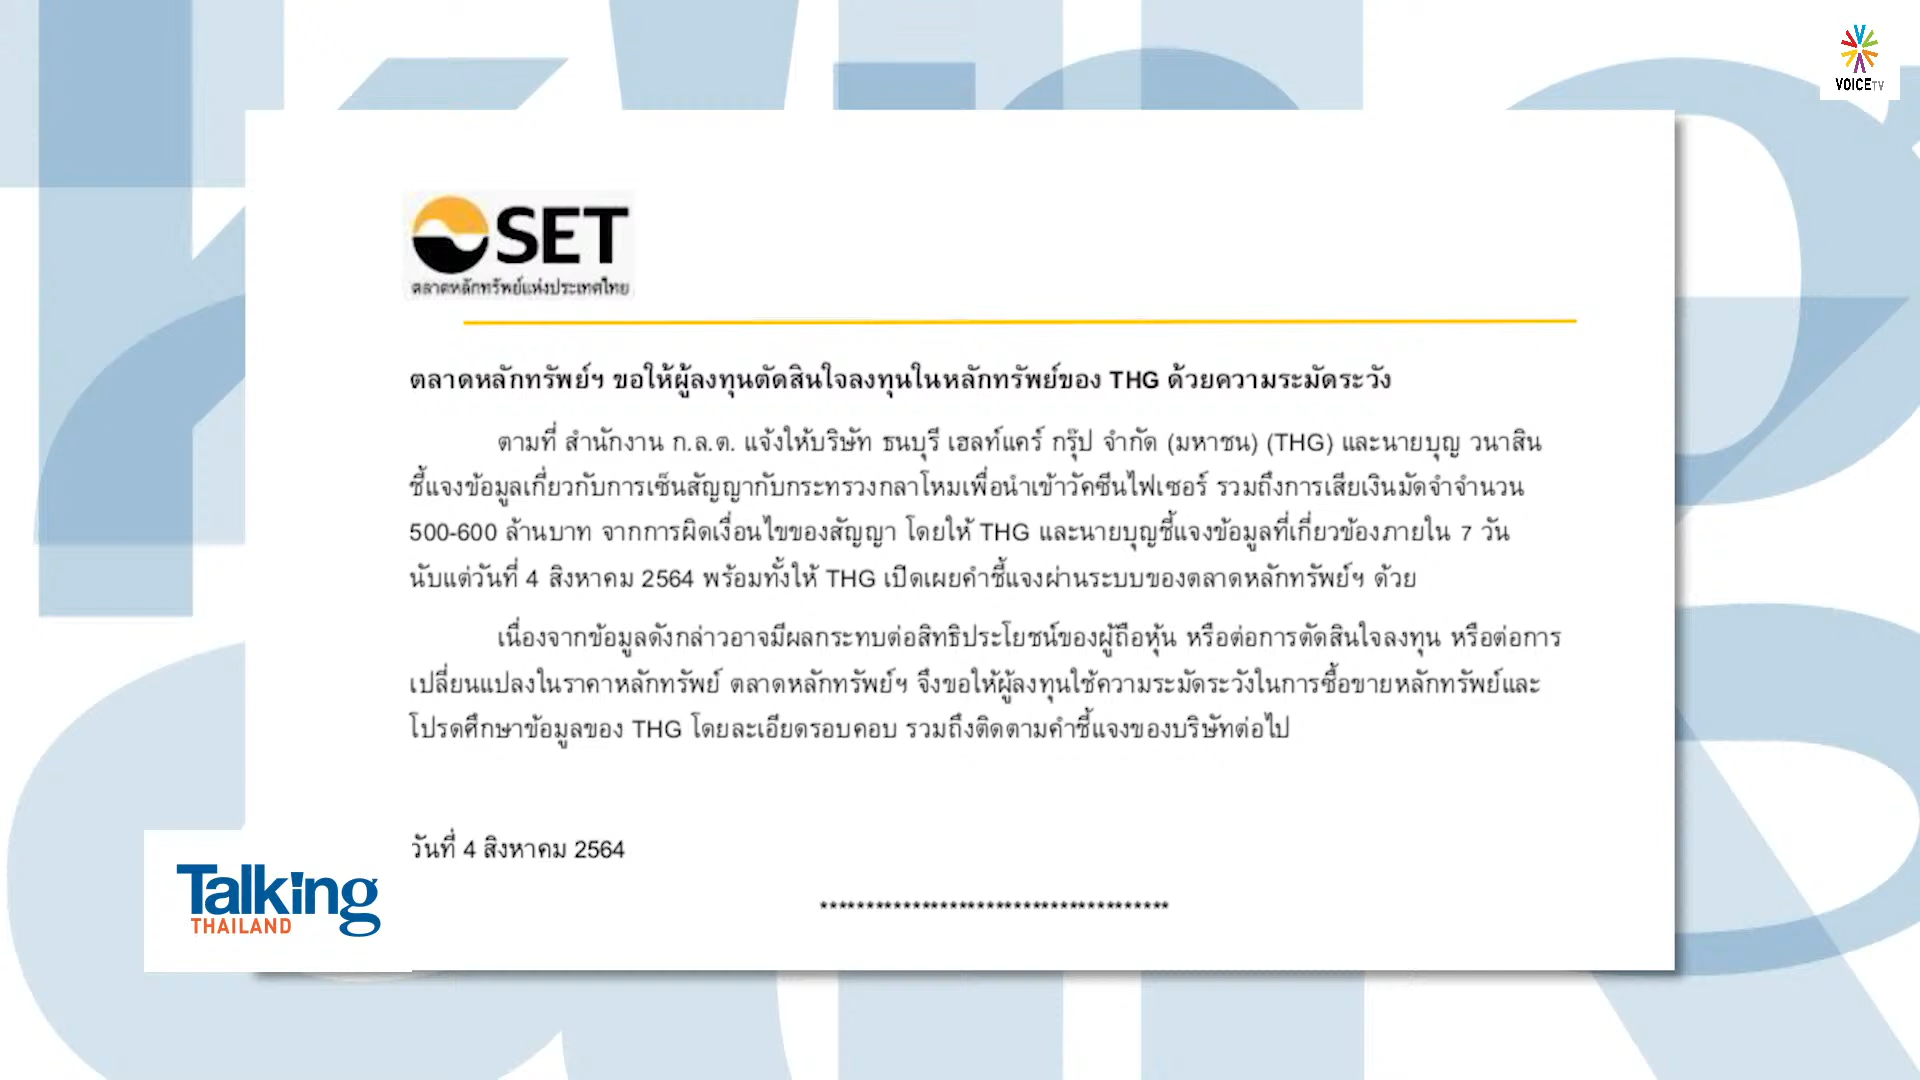 VOICETV
SET
ตลาดหลักทรัพย์แห่งประเทศไทย
ตลาดหลักทรัพย์ฯ ขอให้ผู้ลงทุนตัดสินใจลงทุนในหลักทรัพย์ของ THG ด้วยความระมัดระวัง
ตามที่ สำนักงาน ก.ล.ต. แจ้งให้บริษัท ธนบุรี เฮลท์แคร์ กรุ๊ป จำกัด (มหาชน) (THG) และนายบุญ วนาสิน
ชี้แจงข้อมูลเกี่ยวกับการเซ็นสัญญากับกระทรวงกลาโหมเพื่อนำเข้าวัคซีนไฟเซอร์ รวมถึงการเสียเงินมัดจำจำนวน
500-600 ล้านบาท จากการผิดเงื่อนไขของสัญญา โดยให้ THG และนายบุญชี้แจงข้อมูลที่เกี่ยวข้องภายใน 7 วัน
นับแต่วันที่ 4 สิงหาคม 2564 พร้อมทั้งให้ THG เปิดเผยคำชี้แจงผ่านระบบของตลาดหลักทรัพย์ฯ ด้วย
เนื่องจากข้อมูลดังกล่าวอาจมีผลกระทบต่อสิทธิประโยชน์ของผู้ถือหุ้น หรือต่อการตัดสินใจลงทุน หรือต่อการ
เปลี่ยนแปลงในราคาหลักทรัพย์ ตลาดหลักทรัพย์ฯ จึงขอให้ผู้ลงทุนใช้ความระมัดระวังในการซื้อขายหลักทรัพย์และ
โปรดศึกษาข้อมูลของ THG โดยละเอียดรอบคอบ รวมถึงติดตามคำชี้แจงของบริษัทต่อไป
วันที่ 4 สิงหาคม 2564
**************************************
Talking
THAILAND